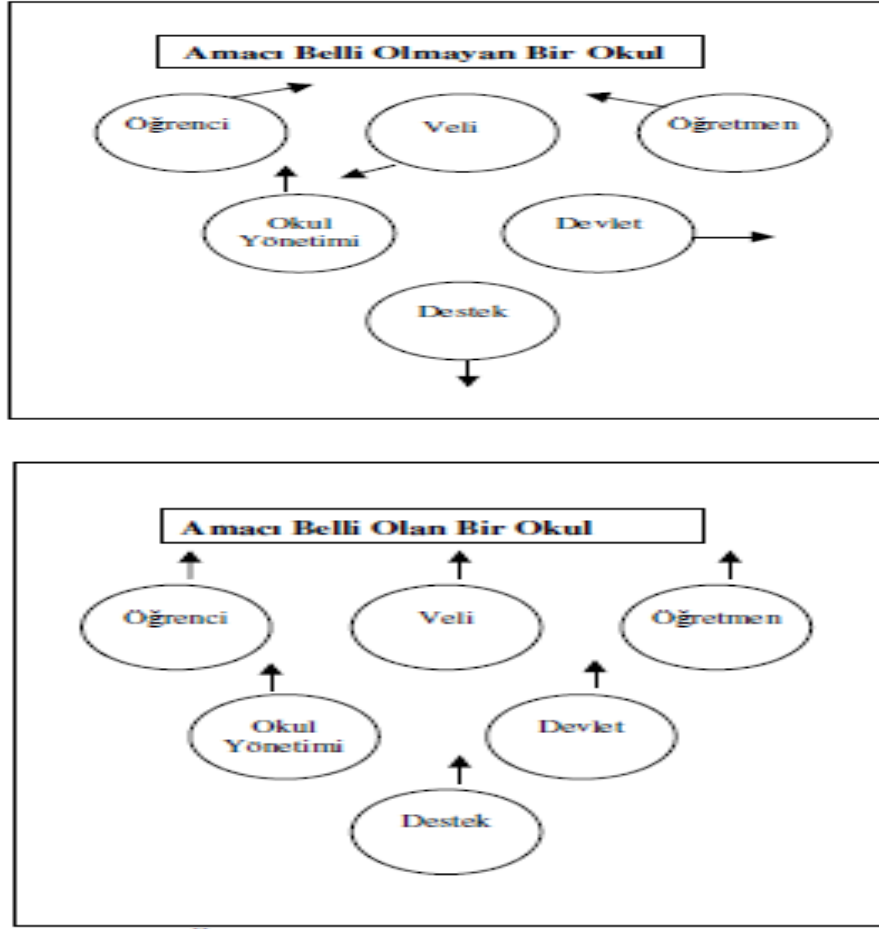 Amacı Belli Olmayan Bir Okul
Öğrenci
Veli
Öğretmen
Okul
Yönetimi
Devlet
Destek
Amacı Belli Olan Bir Okul
Öğrenci
Veli
Öğretmen
Okul
Yönetimi
Devlet
Destek